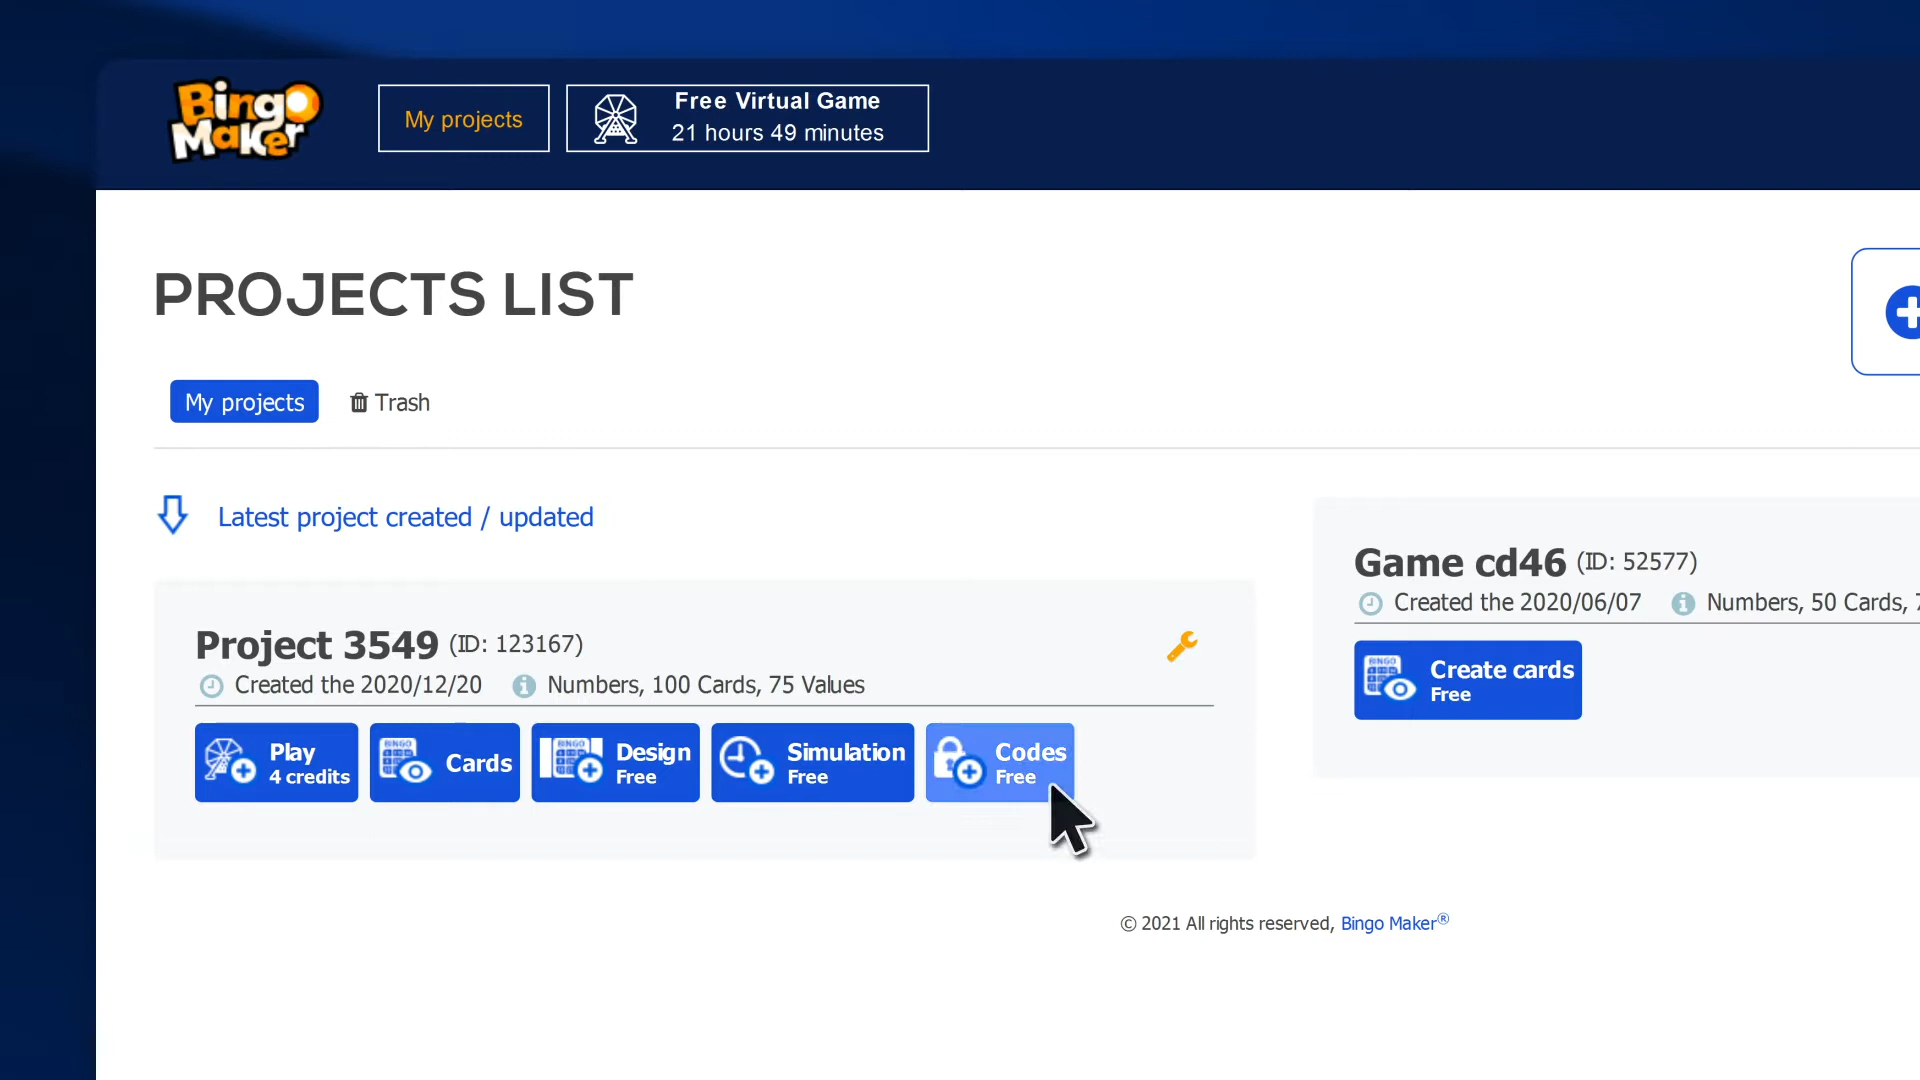 Bingo
Maker
My projects
Free Virtual Game
21 hours 49 minutes
PROJECTS LIST
My projects
Trash
Latest project created / updated
Project 3549 (ID: 123167)
Created the 2020/12/20
Numbers, 100 Cards, 75 Values
Play
4 credits
Cards
Design
Free
Simulation
Free
Codes
Free
Game cd46 (ID: 52577)
Created the 2020/06/07
Numbers, 50 Cards,
Create cards
Free
© 2021 All rights reserved, Bingo Maker®